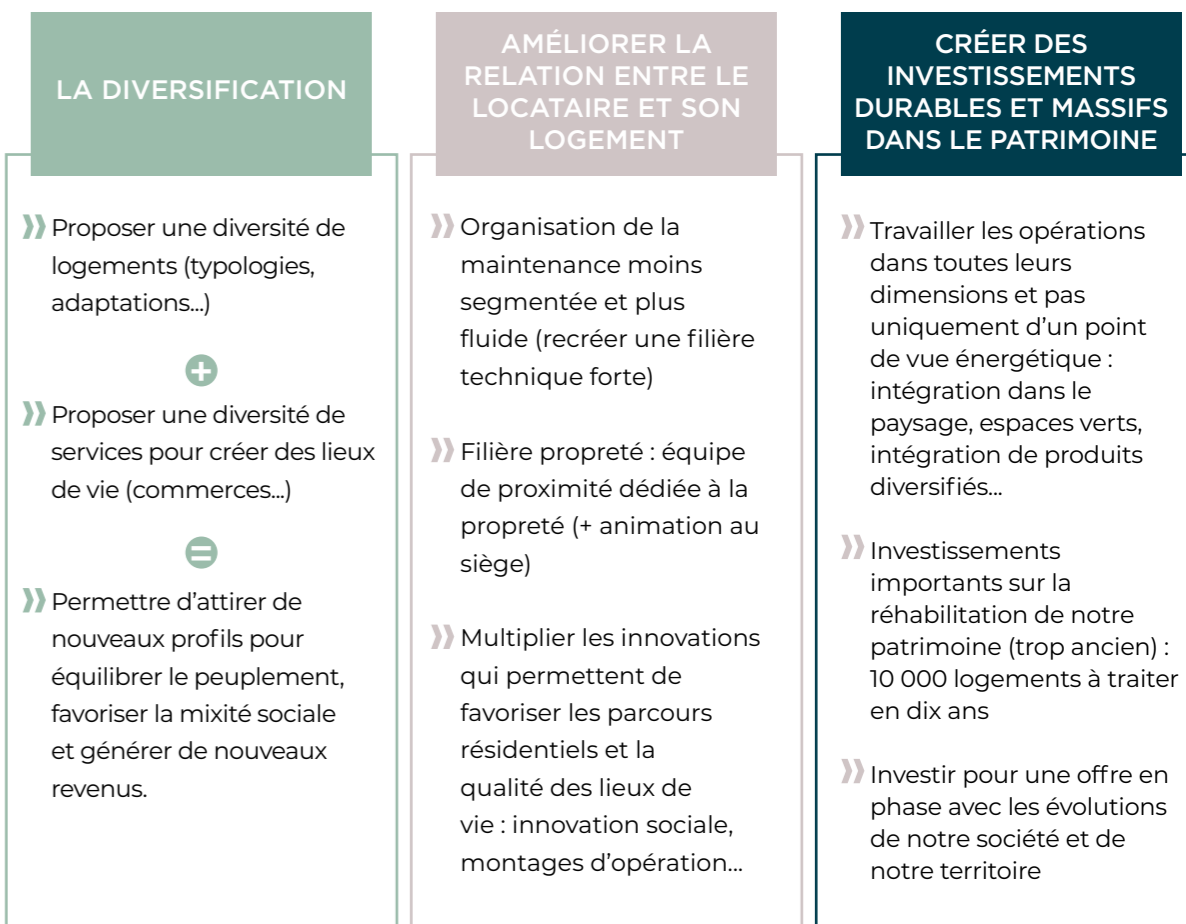 LA DIVERSIFICATION
Proposer une diversité de
logements (typologies,
adaptations...)
+
Proposer une diversité de
services pour créer des lieux
de vie (commerces...)
=
Permettre d’attirer de
nouveaux profils pour
équilibrer le peuplement,
favoriser la mixité sociale
et générer de nouveaux
revenus.
AMÉLIORER LA
RELATION ENTRE LE
LOCATAIRE ET SON
LOGEMENT
Organisation de la
maintenance moins
segmentée et plus
fluide (recréer une filière
technique forte)
Filière propreté : équipe
de proximité dédiée à la
propreté (+ animation au
siège)
Multiplier les innovations
qui permettent de
favoriser les parcours
résidentiels et la
qualité des lieux de
vie : innovation sociale,
montages d’opération...
CRÉER DES
INVESTISSEMENTS
DURABLES ET MASSIFS
DANS LE PATRIMOINE
Travailler les opérations
dans toutes leurs
dimensions et pas
uniquement d’un point
de vue énergétique :
intégration dans le
paysage, espaces verts,
intégration de produits
diversifiés...
Investissements
importants sur la
réhabilitation de notre
patrimoine (trop ancien) :
10 000 logements à traiter
en dix ans
Investir pour une offre en
phase avec les évolutions
de notre société et de
notre territoire